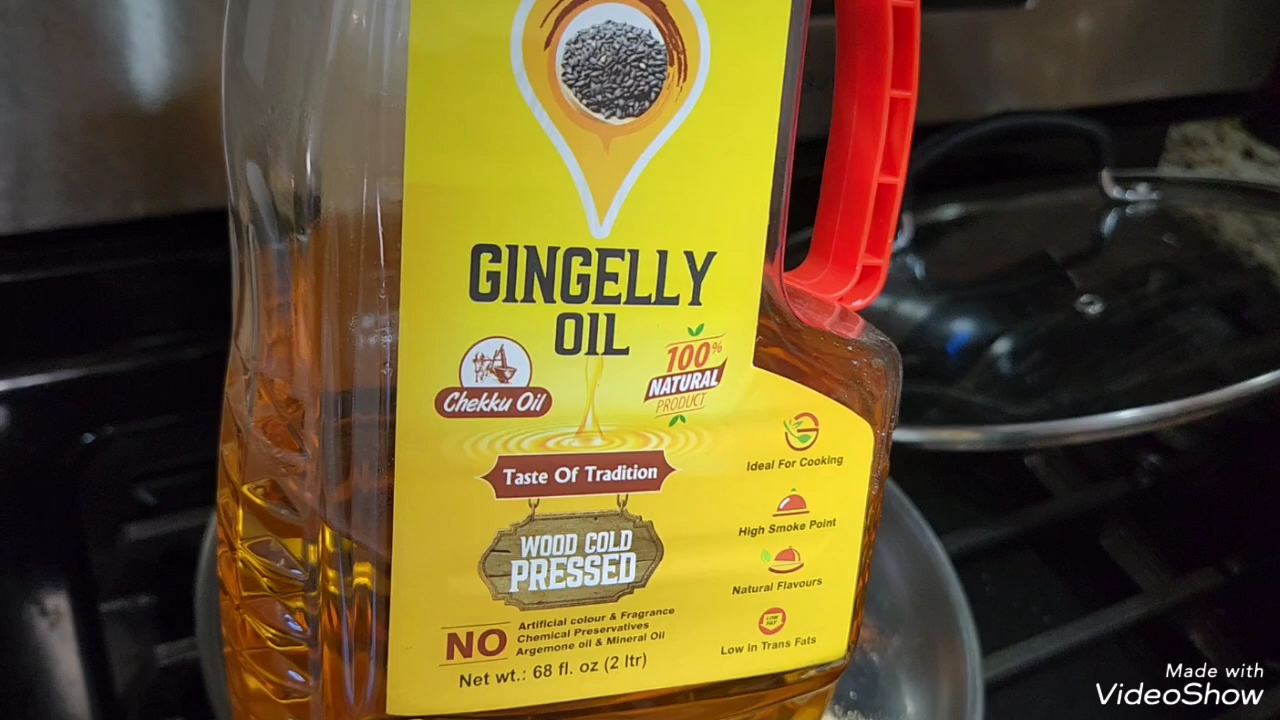 GINGELLY
OIL
Chekku Oil
100%
NATURAL
PRODUCT
Taste Of Tradition
WOOD COLD
PRESSED
Ideal For Cooking
High Smoke Point
Natural Flavours
LOW
FAT
Low in Trans Fats
NO
Artificial colour & Fragrance
Chemical Preservatives
Argemone oil & Mineral Oil
Net wt.: 68 fl. oz (2 ltr)
Made with
VideoShow